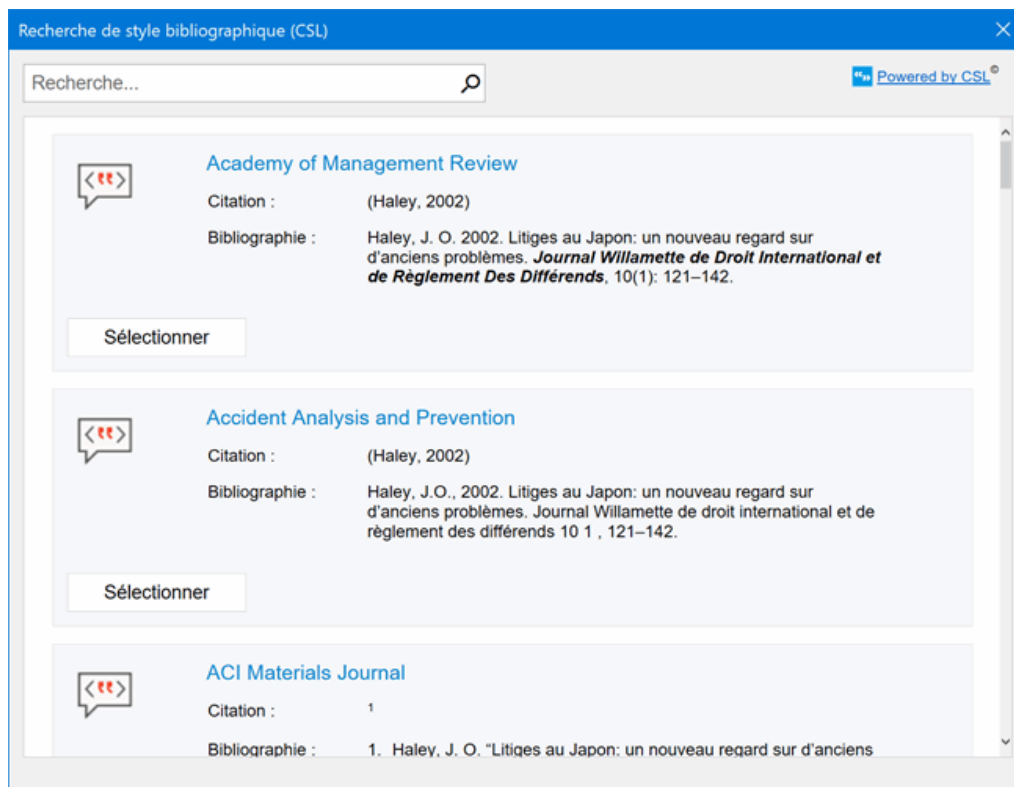 Recherche de style bibliographique (CSL)
Recherche...
Powered by CSL©
Academy of Management Review
Citation : (Haley, 2002)
Bibliographie : Haley, J. O. 2002. Litiges au Japon: un nouveau regard sur
d'anciens problèmes. Journal Willamette de Droit International et
de Règlement Des Différends, 10(1): 121–142.
Sélectionner
Accident Analysis and Prevention
Citation : (Haley, 2002)
Bibliographie : Haley, J.O., 2002. Litiges au Japon: un nouveau regard sur
d'anciens problèmes. Journal Willamette de droit international et de
règlement des différends 10 1 , 121–142.
Sélectionner
ACI Materials Journal
Citation : 1
Bibliographie : 1. Haley, J. O. “Litiges au Japon: un nouveau regard sur d'anciens